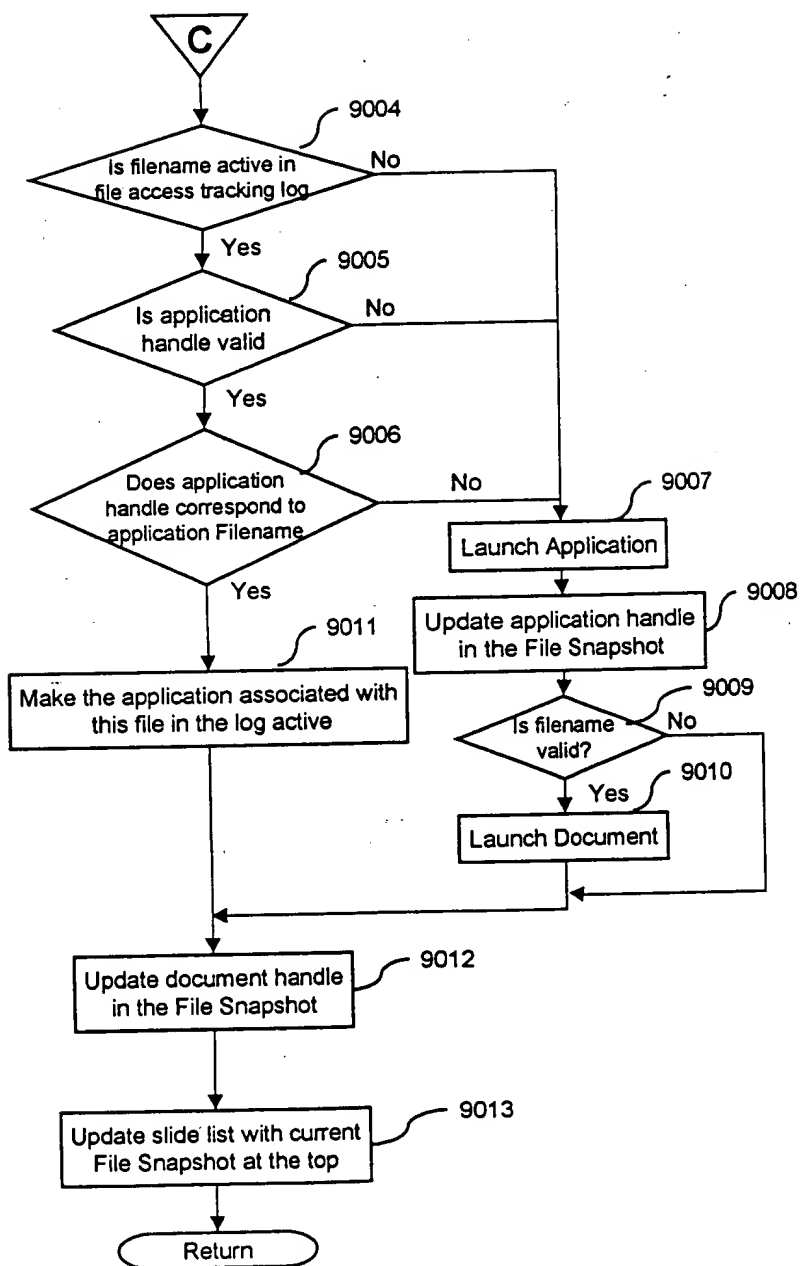 C
9004
Is filename active in
file access tracking log
No
Yes
9005
Is application
handle valid
No
Yes
9006
Does application
handle correspond to
application Filename
No
Yes
9007
Launch Application
9008
Update application handle
in the File Snapshot
9011
Make the application associated with
this file in the log active
9009
Is filename
valid?
No
Yes
9010
Launch Document
9012
Update document handle
in the File Snapshot
9013
Update slide list with current
File Snapshot at the top
Return